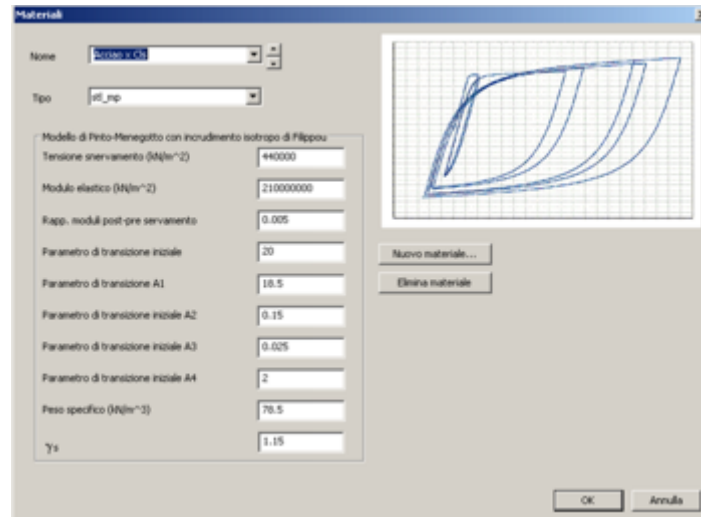 Materiali
Nome
Acciaio x Cls
Tipo
stl_mp
Modello di Pinto-Menegotto con incrudimento isotropo di Filippou
Tensione snervamento (kN/m^2)
440000
Modulo elastico (kN/m^2)
210000000
Rapp. moduli post-pre servamento
0.005
Parametro di transizione iniziale
20
Parametro di transizione A1
18.5
Parametro di transizione iniziale A2
0.15
Parametro di transizione iniziale A3
0.025
Parametro di transizione iniziale A4
2
Peso specifico (kN/m^3)
78.5
γs
1.15
Nuovo materiale...
Elimina materiale
OK
Annulla